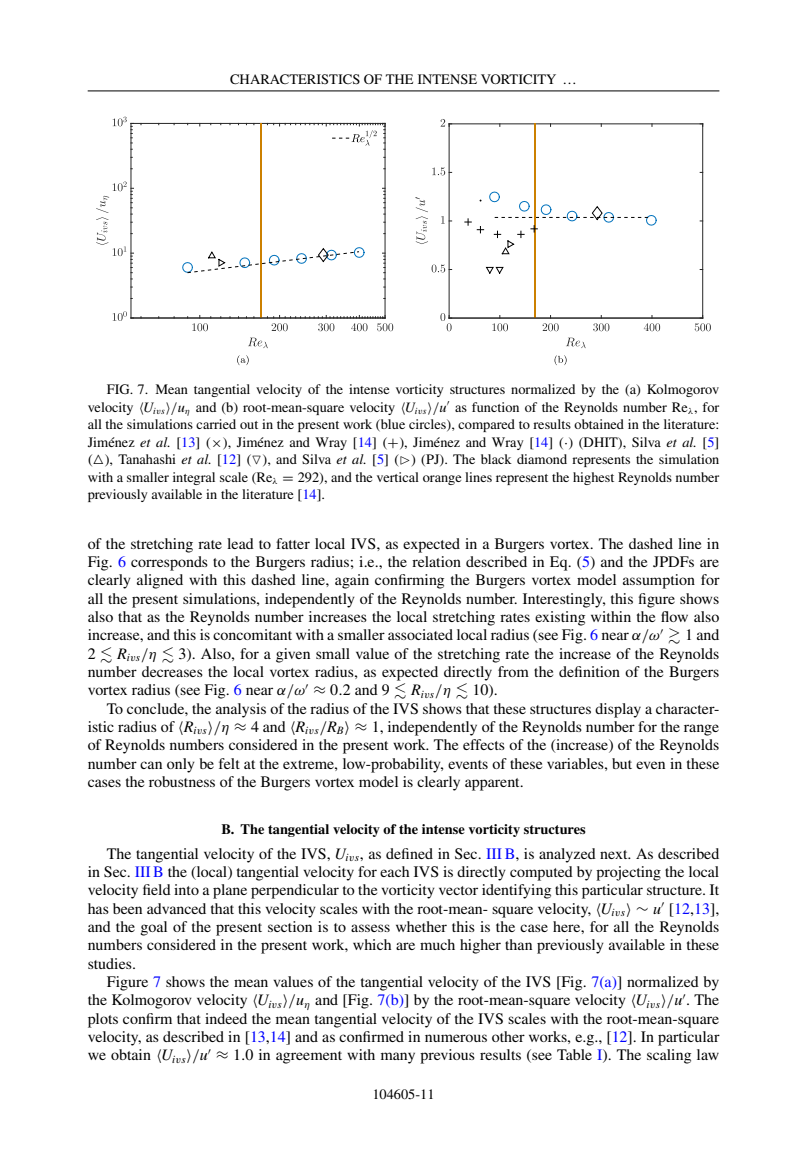 CHARACTERISTICS OF THE INTENSE VORTICITY …
10³
10²
10¹
10⁰
⟨U_ivs⟩/u_η
---Re_λ^{1/2}
100 200 300 400 500
Re_λ
(a)
2
1.5
1
0.5
0
⟨U_ivs⟩/u′
0 100 200 300 400 500
Re_λ
(b)
FIG. 7. Mean tangential velocity of the intense vorticity structures normalized by the (a) Kolmogorov
velocity ⟨U_ivs⟩/u_η and (b) root-mean-square velocity ⟨U_ivs⟩/u′ as function of the Reynolds number Re_λ, for
all the simulations carried out in the present work (blue circles), compared to results obtained in the literature:
Jiménez et al. [13] (×), Jiménez and Wray [14] (+), Jiménez and Wray [14] (·) (DHIT), Silva et al. [5]
(△), Tanahashi et al. [12] (▽), and Silva et al. [5] (▷) (PJ). The black diamond represents the simulation
with a smaller integral scale (Re_λ = 292), and the vertical orange lines represent the highest Reynolds number
previously available in the literature [14].
of the stretching rate lead to fatter local IVS, as expected in a Burgers vortex. The dashed line in
Fig. 6 corresponds to the Burgers radius; i.e., the relation described in Eq. (5) and the JPDFs are
clearly aligned with this dashed line, again confirming the Burgers vortex model assumption for
all the present simulations, independently of the Reynolds number. Interestingly, this figure shows
also that as the Reynolds number increases the local stretching rates existing within the flow also
increase, and this is concomitant with a smaller associated local radius (see Fig. 6 near α/ω′ ≳ 1 and
2 ≲ R_ivs/η ≲ 3). Also, for a given small value of the stretching rate the increase of the Reynolds
number decreases the local vortex radius, as expected directly from the definition of the Burgers
vortex radius (see Fig. 6 near α/ω′ ≈ 0.2 and 9 ≲ R_ivs/η ≲ 10).
To conclude, the analysis of the radius of the IVS shows that these structures display a character-
istic radius of ⟨R_ivs⟩/η ≈ 4 and ⟨R_ivs/R_B⟩ ≈ 1, independently of the Reynolds number for the range
of Reynolds numbers considered in the present work. The effects of the (increase) of the Reynolds
number can only be felt at the extreme, low-probability, events of these variables, but even in these
cases the robustness of the Burgers vortex model is clearly apparent.
B. The tangential velocity of the intense vorticity structures
The tangential velocity of the IVS, U_ivs, as defined in Sec. III B, is analyzed next. As described
in Sec. III B the (local) tangential velocity for each IVS is directly computed by projecting the local
velocity field into a plane perpendicular to the vorticity vector identifying this particular structure. It
has been advanced that this velocity scales with the root-mean- square velocity, ⟨U_ivs⟩ ∼ u′ [12,13],
and the goal of the present section is to assess whether this is the case here, for all the Reynolds
numbers considered in the present work, which are much higher than previously available in these
studies.
Figure 7 shows the mean values of the tangential velocity of the IVS [Fig. 7(a)] normalized by
the Kolmogorov velocity ⟨U_ivs⟩/u_η and [Fig. 7(b)] by the root-mean-square velocity ⟨U_ivs⟩/u′. The
plots confirm that indeed the mean tangential velocity of the IVS scales with the root-mean-square
velocity, as described in [13,14] and as confirmed in numerous other works, e.g., [12]. In particular
we obtain ⟨U_ivs⟩/u′ ≈ 1.0 in agreement with many previous results (see Table I). The scaling law
104605-11